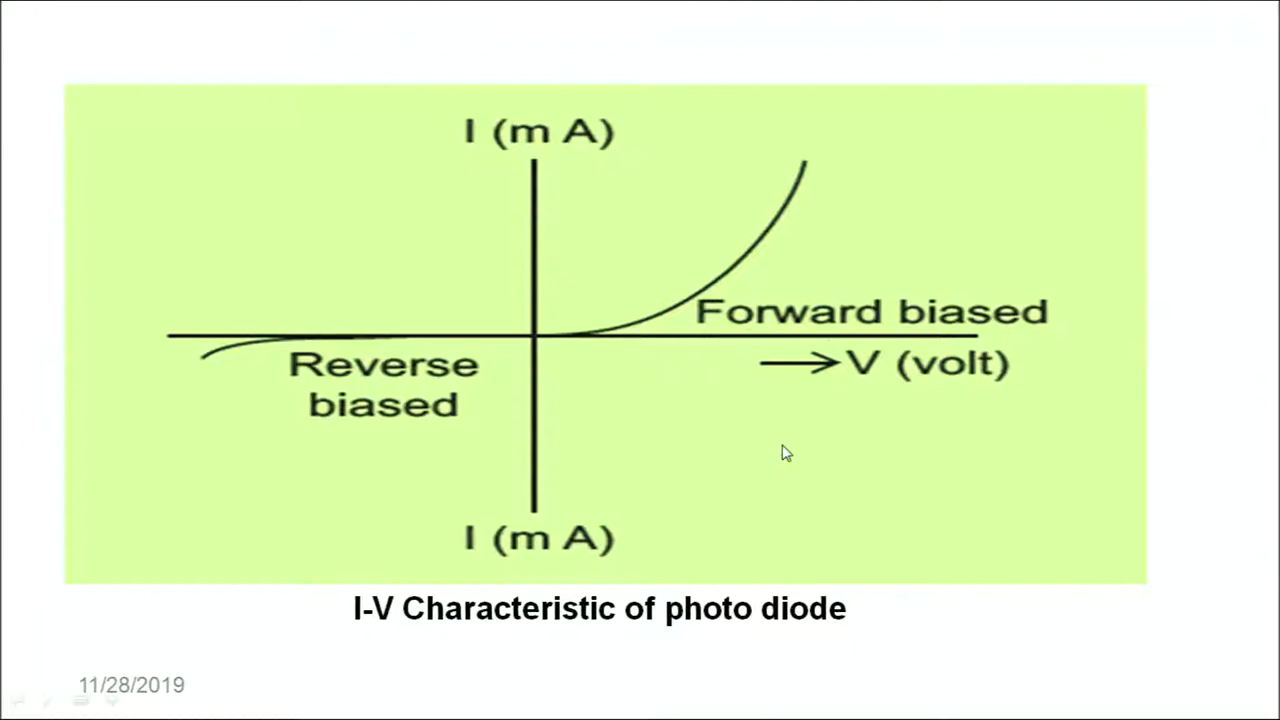 I (m A)
Forward biased
Reverse
biased
V (volt)
I (m A)
I-V Characteristic of photo diode
11/28/2019